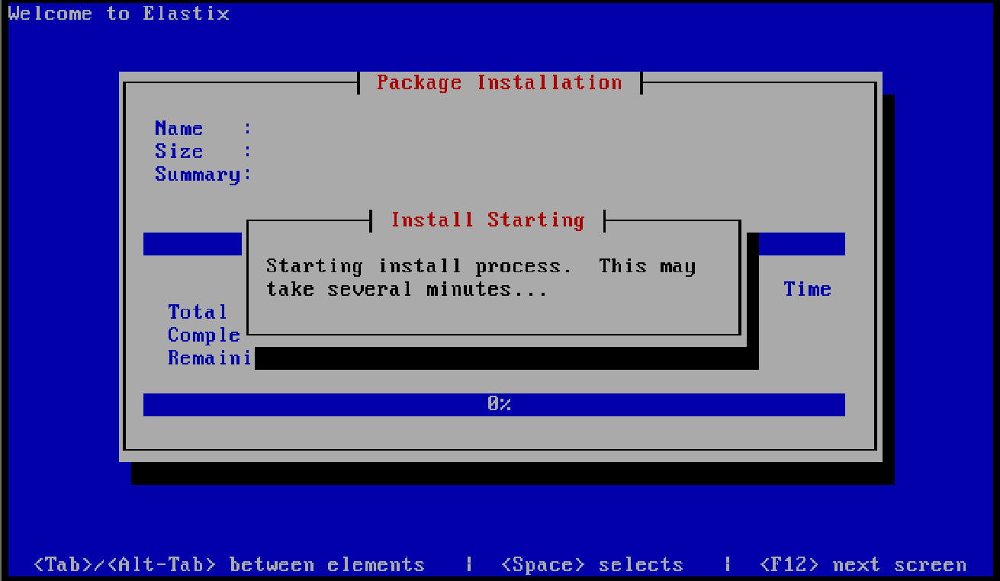 Welcome to Elastix
Package Installation
Name :
Size :
Summary:
Install Starting
Starting install process. This may
take several minutes...
Time
Total
Comple
Remaini
0%
<Tab>/<Alt-Tab> between elements | <Space> selects | <F12> next screen